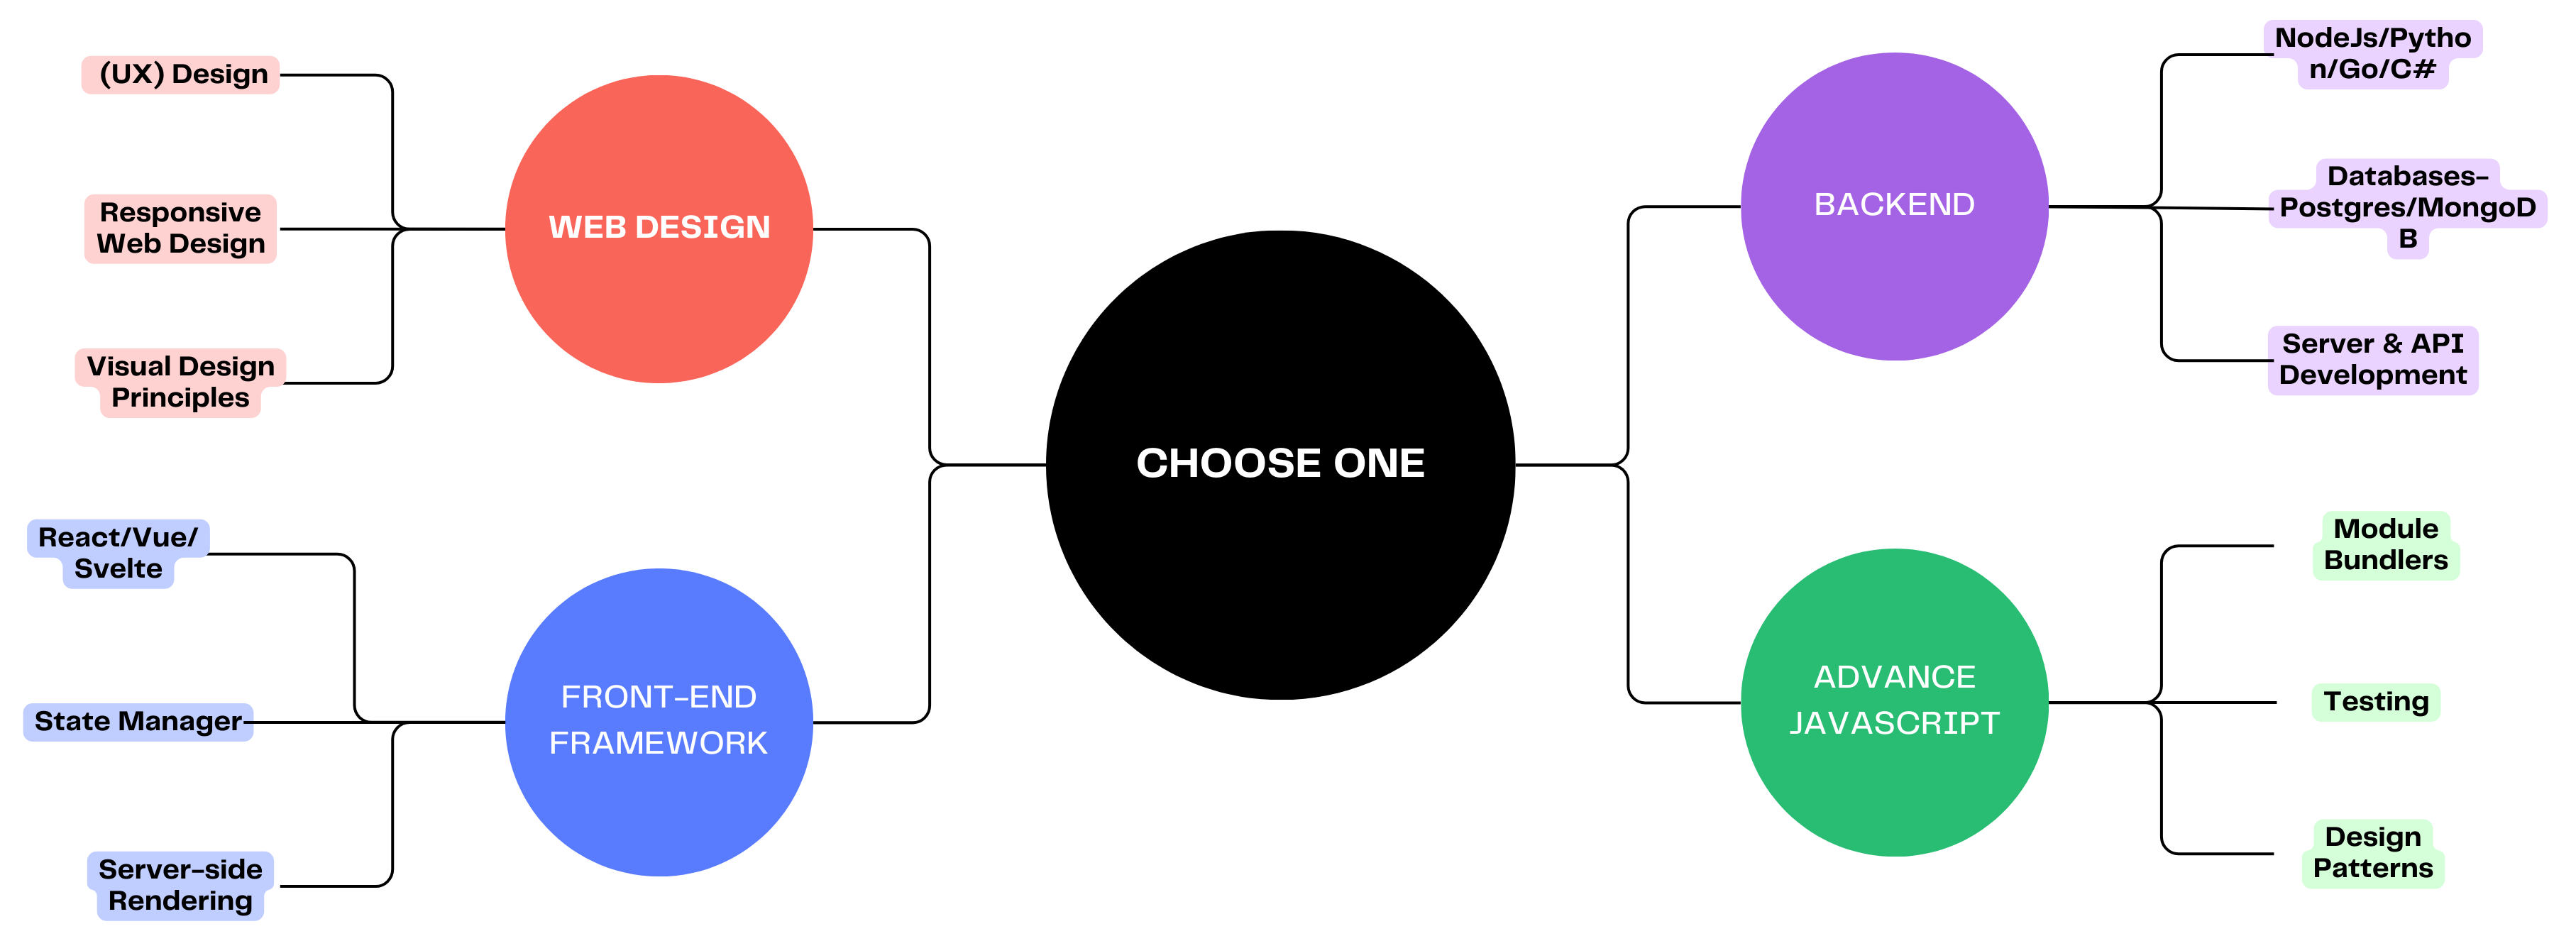 (UX) Design
Responsive
Web Design
Visual Design
Principles
WEB DESIGN
React/Vue/
Svelte
State Manager
Server-side
Rendering
FRONT-END
FRAMEWORK
CHOOSE ONE
BACKEND
NodeJs/Pytho
n/Go/C#
Databases-
Postgres/MongoD
B
Server & API
Development
ADVANCE
JAVASCRIPT
Module
Bundlers
Testing
Design
Patterns